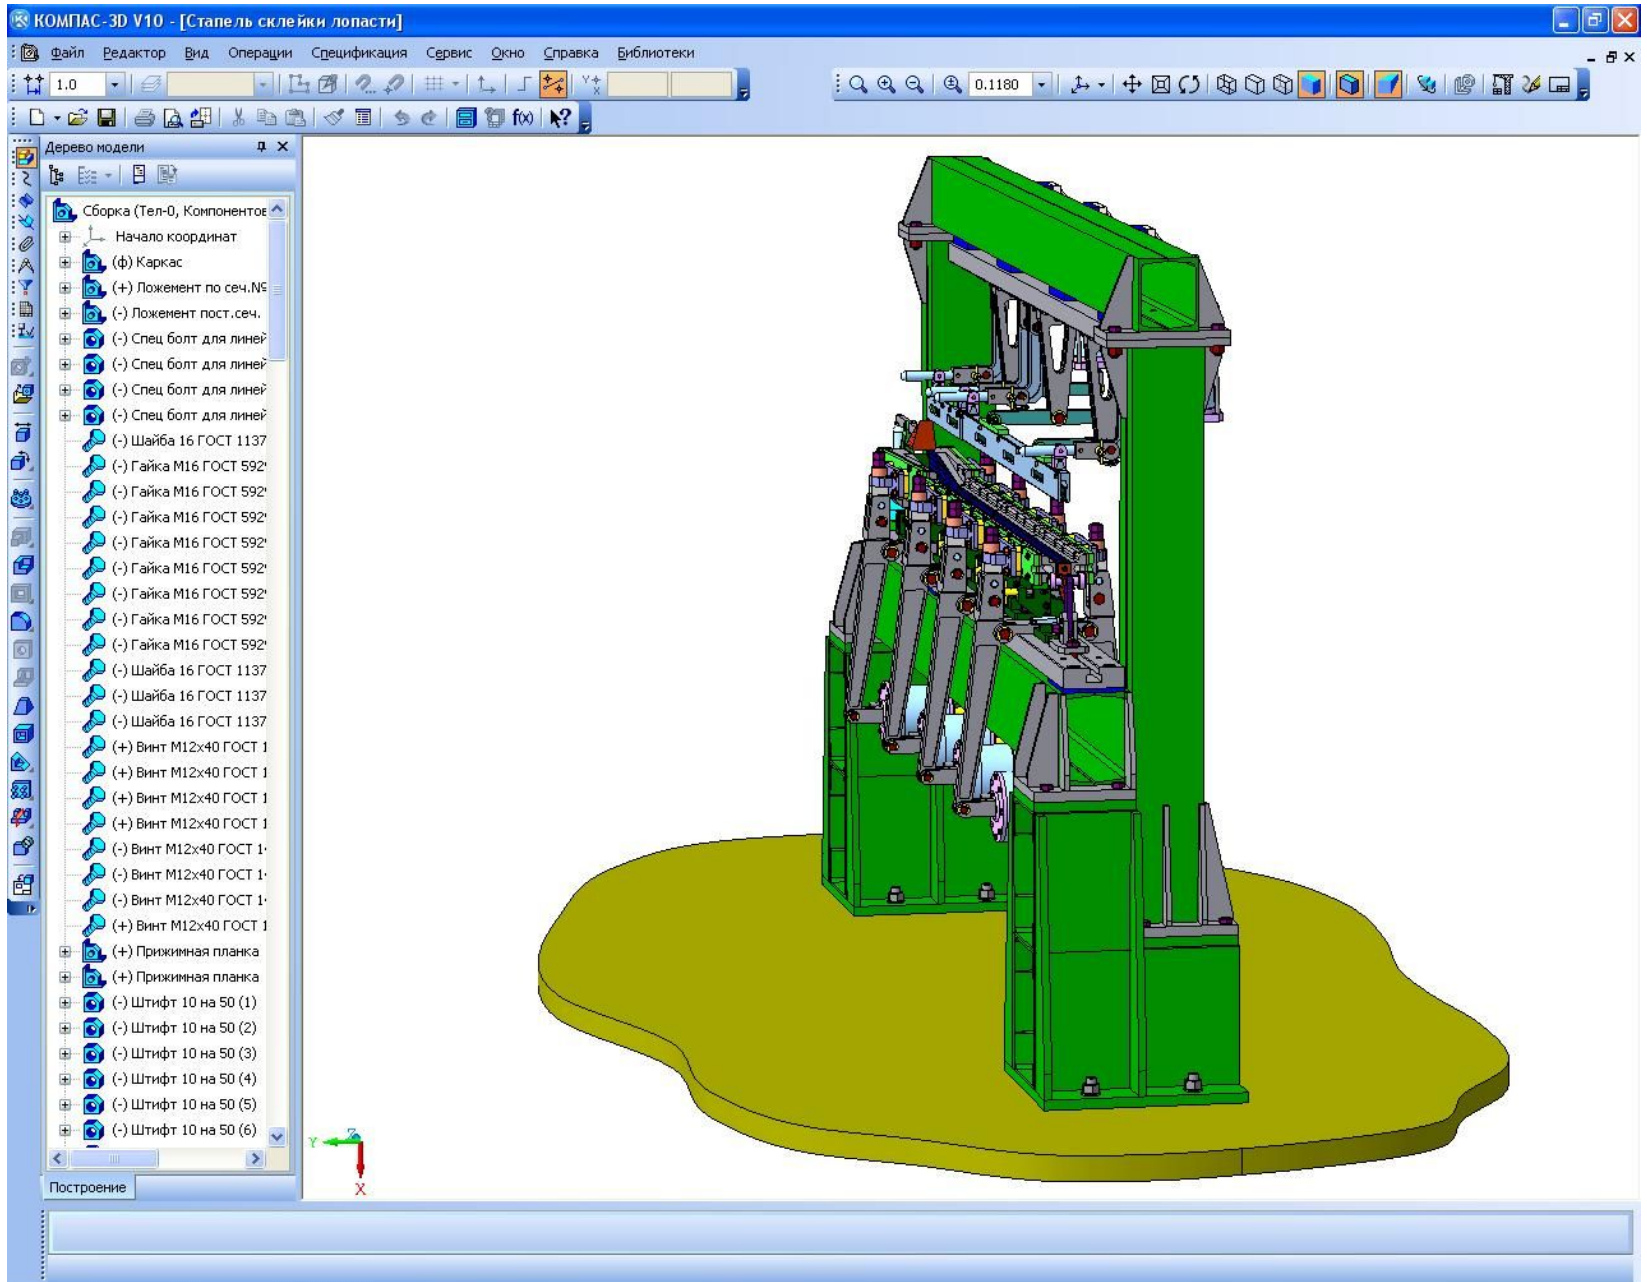 КОМПАС-3D V10 - [Стапель склейки лопасти]
Файл Редактор Вид Операции Спецификация Сервис Окно Справка Библиотеки
1.0
0.1180
f(x)
Дерево модели
Сборка (Тел-0, Компонентов
Начало координат
(ф) Каркас
(+) Ложемент по сеч.№
(-) Ложемент пост.сеч.
(-) Спец болт для линей
(-) Спец болт для линей
(-) Спец болт для линей
(-) Спец болт для линей
(-) Шайба 16 ГОСТ 1137
(-) Гайка М16 ГОСТ 592
(-) Гайка М16 ГОСТ 592
(-) Гайка М16 ГОСТ 592
(-) Гайка М16 ГОСТ 592
(-) Гайка М16 ГОСТ 592
(-) Гайка М16 ГОСТ 592
(-) Гайка М16 ГОСТ 592
(-) Гайка М16 ГОСТ 592
(-) Шайба 16 ГОСТ 1137
(-) Шайба 16 ГОСТ 1137
(-) Шайба 16 ГОСТ 1137
(+) Винт М12х40 ГОСТ 1
(+) Винт М12х40 ГОСТ 1
(+) Винт М12х40 ГОСТ 1
(+) Винт М12х40 ГОСТ 1
(-) Винт М12х40 ГОСТ 1
(-) Винт М12х40 ГОСТ 1
(-) Винт М12х40 ГОСТ 1
(+) Винт М12х40 ГОСТ 1
(+) Прижимная планка
(+) Прижимная планка
(-) Штифт 10 на 50 (1)
(-) Штифт 10 на 50 (2)
(-) Штифт 10 на 50 (3)
(-) Штифт 10 на 50 (4)
(-) Штифт 10 на 50 (5)
(-) Штифт 10 на 50 (6)
Построение
Y Z
X